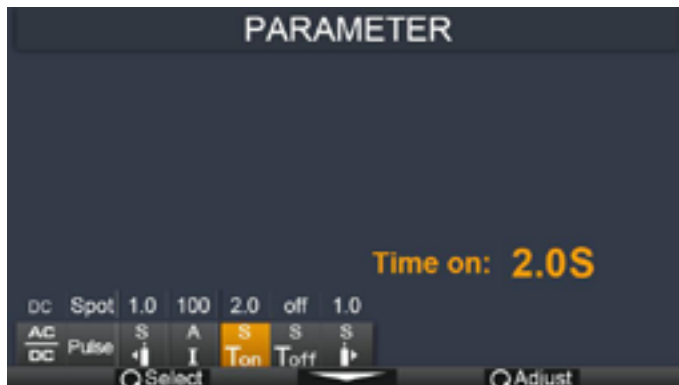 PARAMETER
Time on: 2.0S
DC Spot 1.0 100 2.0 off 1.0
AC S A S S S
DC Pulse I Ton Toff
Select Adjust